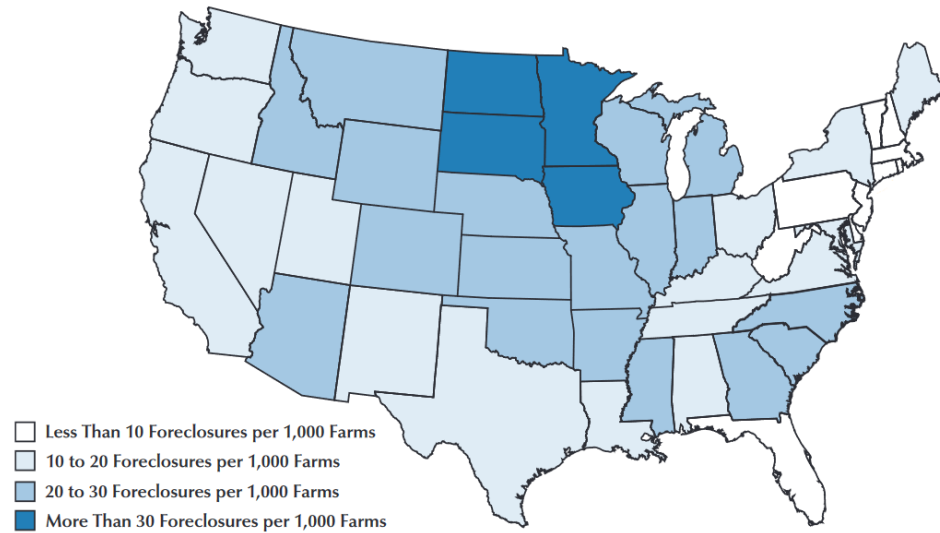 Less Than 10 Foreclosures per 1,000 Farms
10 to 20 Foreclosures per 1,000 Farms
20 to 30 Foreclosures per 1,000 Farms
More Than 30 Foreclosures per 1,000 Farms